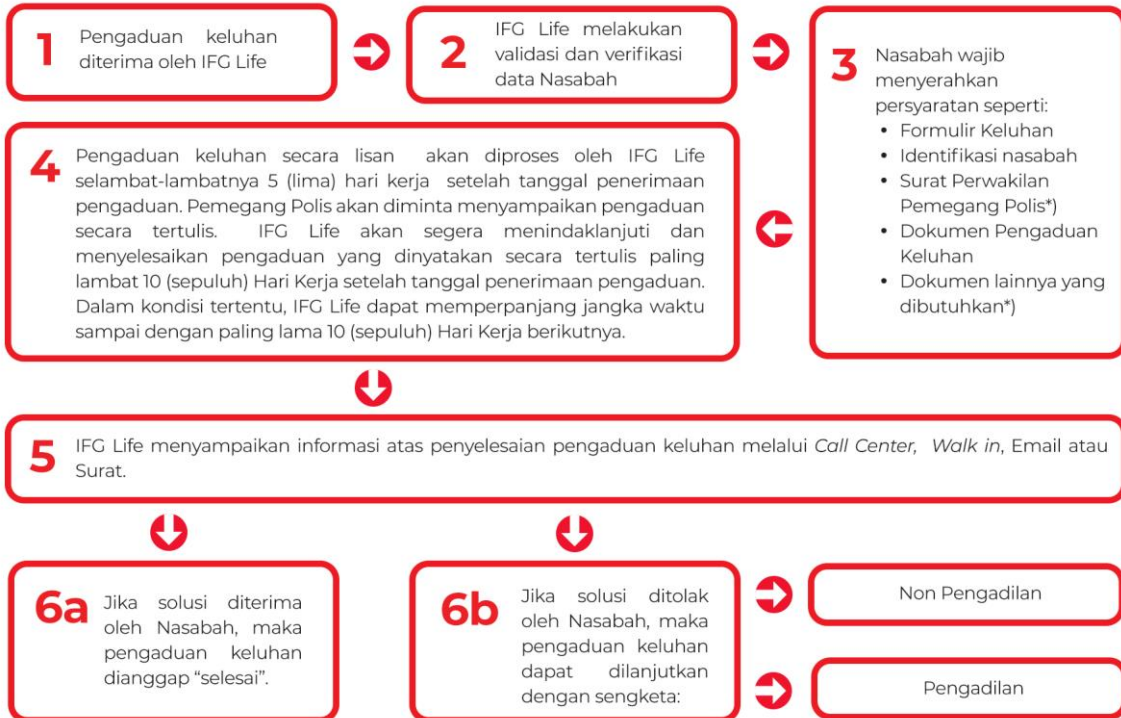 1
Pengaduan keluhan
diterima oleh IFG Life
2
IFG Life melakukan
validasi dan verifikasi
data Nasabah
3
Nasabah wajib
menyerahkan
persyaratan seperti:
• Formulir Keluhan
• Identifikasi nasabah
• Surat Perwakilan
Pemegang Polis*)
• Dokumen Pengaduan
Keluhan
• Dokumen lainnya yang
dibutuhkan*)
4
Pengaduan keluhan secara lisan akan diproses oleh IFG Life
selambat-lambatnya 5 (lima) hari kerja setelah tanggal penerimaan
pengaduan. Pemegang Polis akan diminta menyampaikan pengaduan
secara tertulis. IFG Life akan segera menindaklanjuti dan
menyelesaikan pengaduan yang dinyatakan secara tertulis paling
lambat 10 (sepuluh) Hari Kerja setelah tanggal penerimaan pengaduan.
Dalam kondisi tertentu, IFG Life dapat memperpanjang jangka waktu
sampai dengan paling lama 10 (sepuluh) Hari Kerja berikutnya.
5
IFG Life menyampaikan informasi atas penyelesaian pengaduan keluhan melalui Call Center, Walk in, Email atau
Surat.
6a
Jika solusi diterima
oleh Nasabah, maka
pengaduan keluhan
dianggap “selesai”.
6b
Jika solusi ditolak
oleh Nasabah, maka
pengaduan keluhan
dapat dilanjutkan
dengan sengketa:
Non Pengadilan
Pengadilan